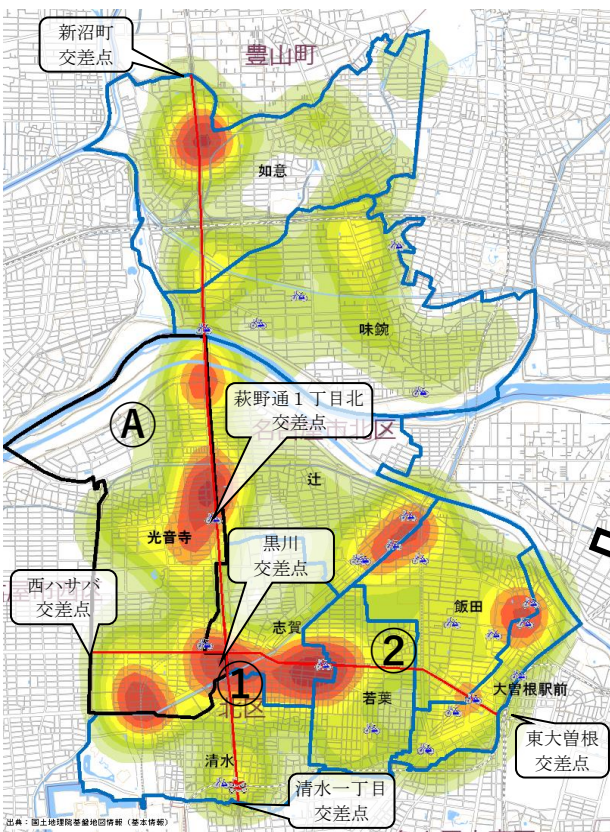 新沼町
交差点
豊山町
如意
味鋺
萩野通1丁目北
交差点
名古屋市北区
Ⓐ
辻
光音寺
黒川
交差点
西ハサバ
交差点
志賀
飯田
②
①
若葉
大曽根駅前
北区
東大曽根
交差点
清水
清水一丁目
交差点
出典:国土地理院基盤地図情報(基本情報)